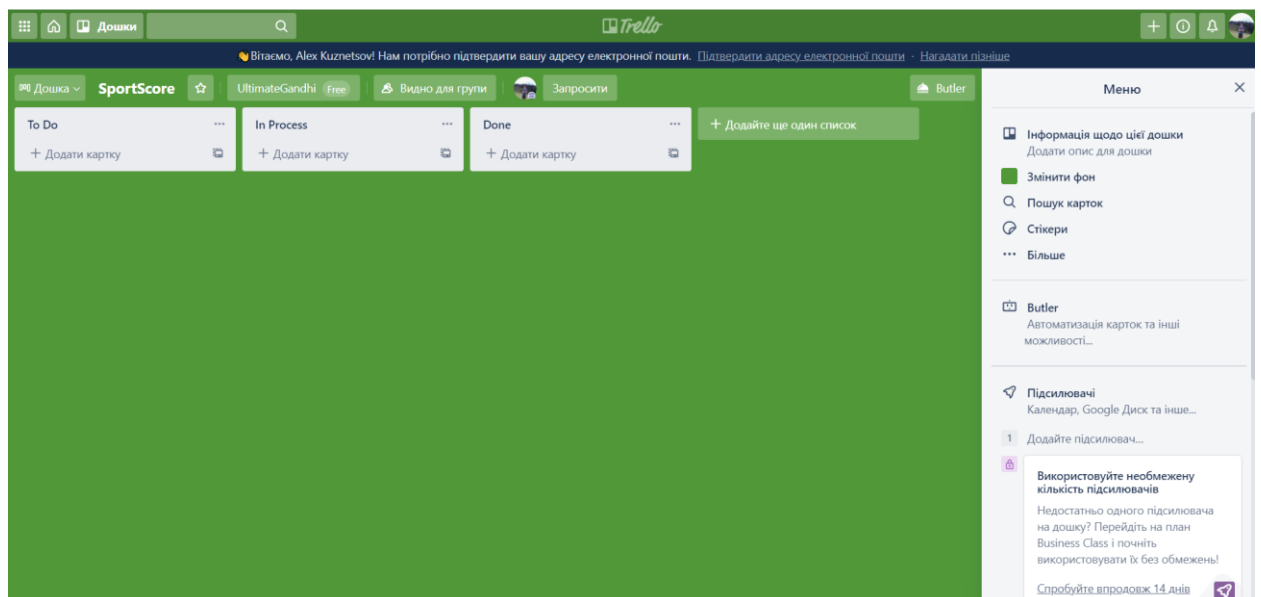 Дошки
Trello
👋Вітаємо, Alex Kuznetsov! Нам потрібно підтвердити вашу адресу електронної пошти. Підтвердити адресу електронної пошти · Нагадати пізніше
Дошка SportScore UltimateGandhi Free Видно для групи Запросити Butler
Меню
To Do
+ Додати картку
In Process
+ Додати картку
Done
+ Додати картку
+ Додайте ще один список
Інформація щодо цієї дошки
Додати опис для дошки
Змінити фон
Пошук карток
Стікери
Більше
Butler
Автоматизація карток та інші
можливості...
Підсилювачі
Календар, Google Диск та інше...
1 Додайте підсилювач...
Використовуйте необмежену
кількість підсилювачів
Недостатньо одного підсилювача
на дошку? Перейдіть на план
Business Class і почніть
використовувати їх без обмежень!
Спробуйте впродовж 14 днів